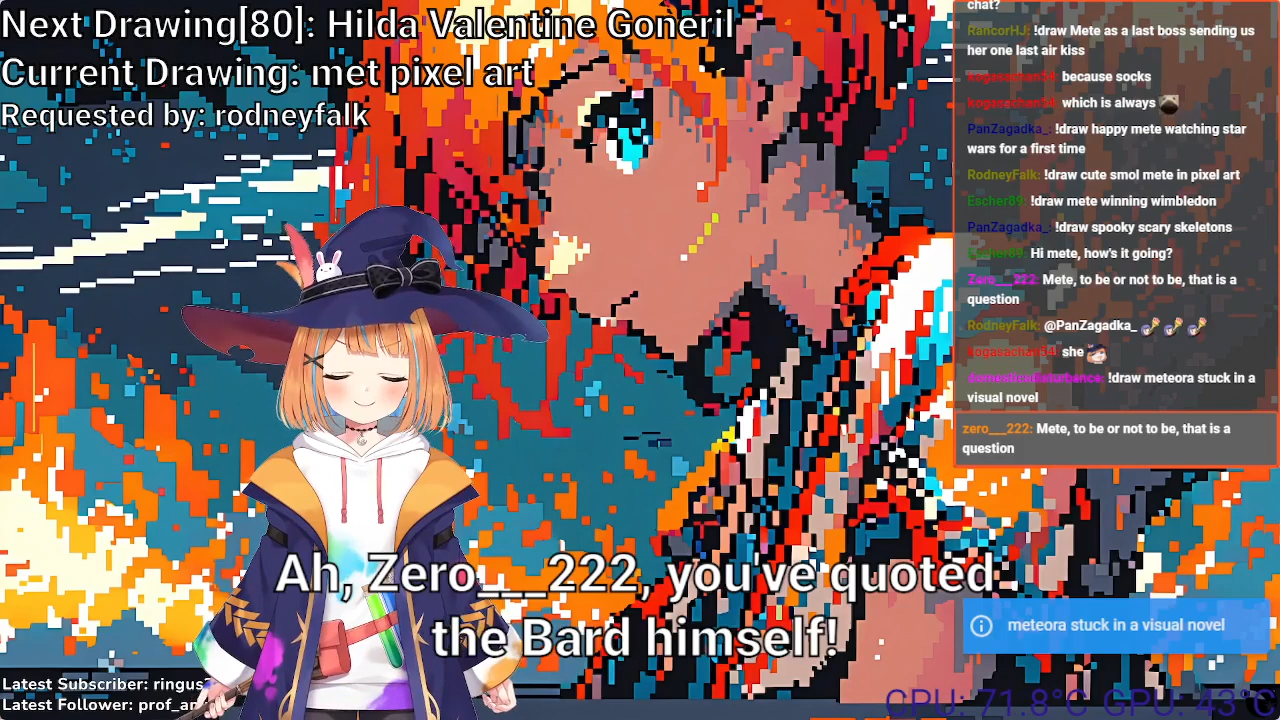 Next Drawing[80]: Hilda Valentine Goneril
Current Drawing: met pixel art
Requested by: rodneyfalk
chat?
RancorHJ: !draw Mete as a last boss sending us
her one last air kiss
kogasachan54 because socks
kogasachan54 which is always
PanZagadka_: !draw happy mete watching star
wars for a first time
RodneyFalk: !draw cute smol mete in pixel art
Escher89: !draw mete winning wimbledon
PanZagadka_: !draw spooky scary skeletons
Escher89: Hi mete, how's it going?
Zero___222: Mete, to be or not to be, that is a
question
RodneyFalk: @PanZagadka_
kogasachan54 she
!draw meteora stuck in a
visual novel
zero___222: Mete, to be or not to be, that is a
question
Ah, Zero___222, you've quoted
the Bard himself!
meteora stuck in a visual novel
Latest Subscriber: ringus
Latest Follower: prof_ar
CPU: 71.8°C GPU: 43°C